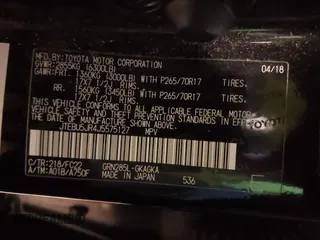 MFD.BY: TOYOTA MOTOR CORPORATION 04/18
GVWR: 2855KG (6300LB)
GAWR: FRT. 1360KG (3000LB) WITH P265/70R17 TIRES.
17X7 1/2J RIMS.
RR. 1560KG (3450LB) WITH P265/70R17 TIRES.
17X7 1/2J RIMS.
THIS VEHICLE CONFORMS TO ALL APPLICABLE FEDERAL MOTOR
VEHICLE SAFETY AND THEFT PREVENTION STANDARDS IN EFFECT
ON THE DATE OF MANUFACTURE SHOWN ABOVE.
JTEBU5JR4J5575127 MPV
TOYOTA
C/TR: 218/FC22 GRN285L-GKAGKA
A/TM: A01B/A750F MADE IN JAPAN 536